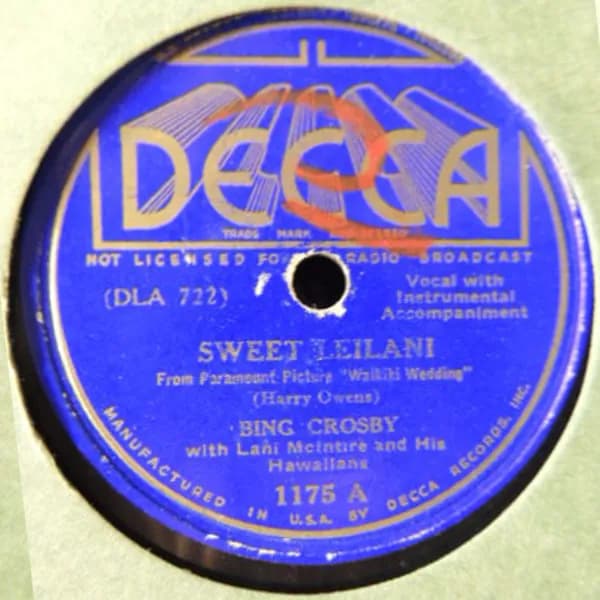 DECCA
TRADE MARK
NOT LICENSED FOR RADIO BROADCAST
(DLA 722)
Vocal with
Instrumental
Accompaniment
SWEET LEILANI
From Paramount Picture "Waikiki Wedding"
(Harry Owens)
BING CROSBY
with Lani McIntire and His
Hawaiians
1175 A
MANUFACTURED IN U.S.A. BY DECCA RECORDS, INC.
2